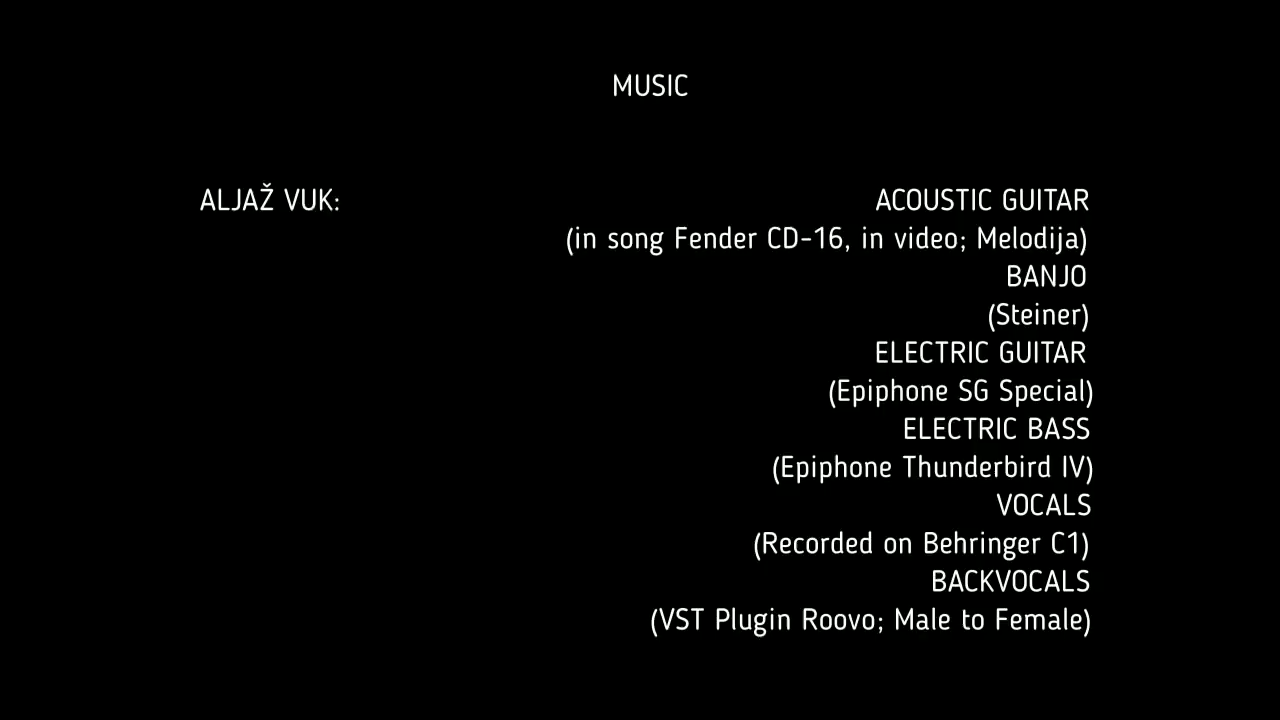 MUSIC
ALJAŽ VUK: ACOUSTIC GUITAR
(in song Fender CD-16, in video; Melodija)
BANJO
(Steiner)
ELECTRIC GUITAR
(Epiphone SG Special)
ELECTRIC BASS
(Epiphone Thunderbird IV)
VOCALS
(Recorded on Behringer C1)
BACKVOCALS
(VST Plugin Roovo; Male to Female)